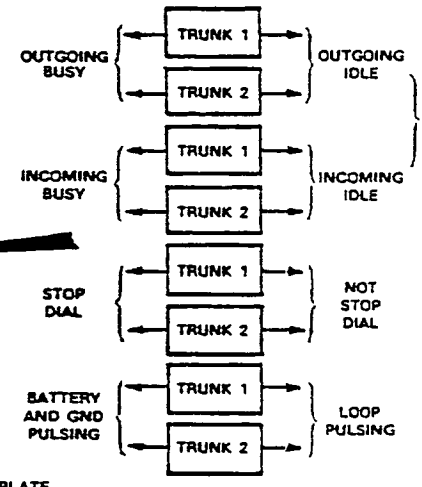 TRUNK 1
OUTGOING
BUSY
OUTGOING
IDLE
TRUNK 2
TRUNK 1
INCOMING
BUSY
INCOMING
IDLE
TRUNK 2
TRUNK 1
STOP
DIAL
NOT
STOP
DIAL
TRUNK 2
TRUNK 1
BATTERY
AND GND
PULSING
LOOP
PULSING
TRUNK 2
PLATE